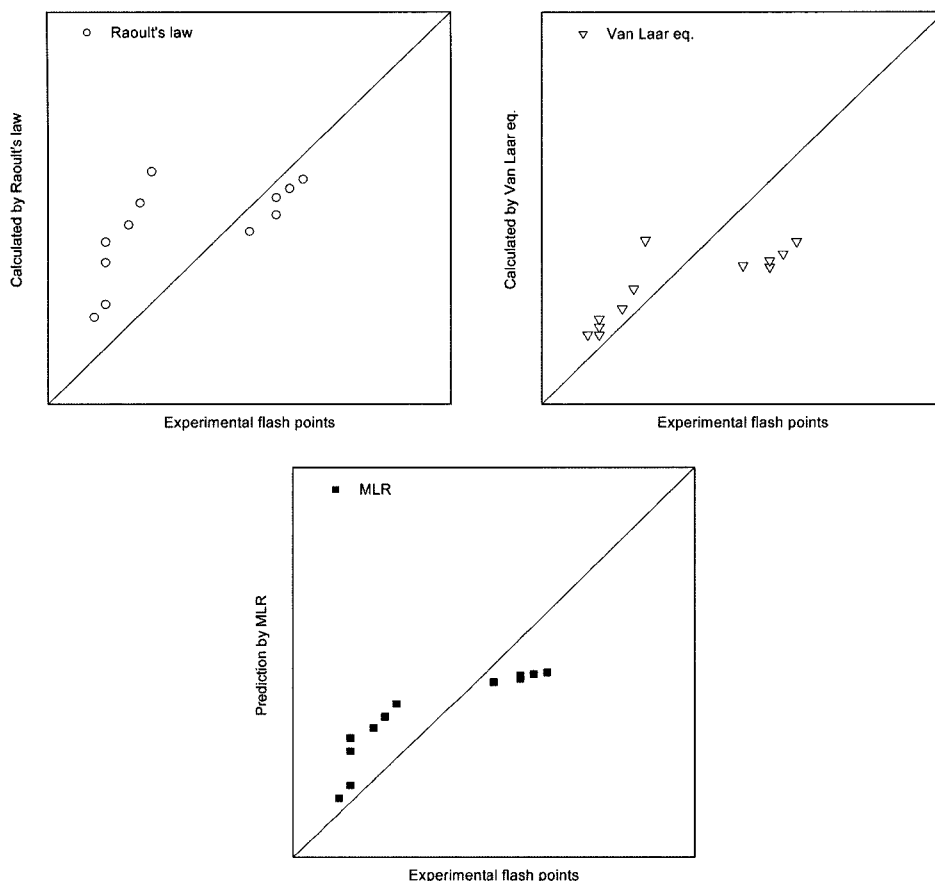 Raoult's law
Calculated by Raoult's law
Experimental flash points
Van Laar eq.
Calculated by Van Laar eq.
Experimental flash points
MLR
Prediction by MLR
Experimental flash points